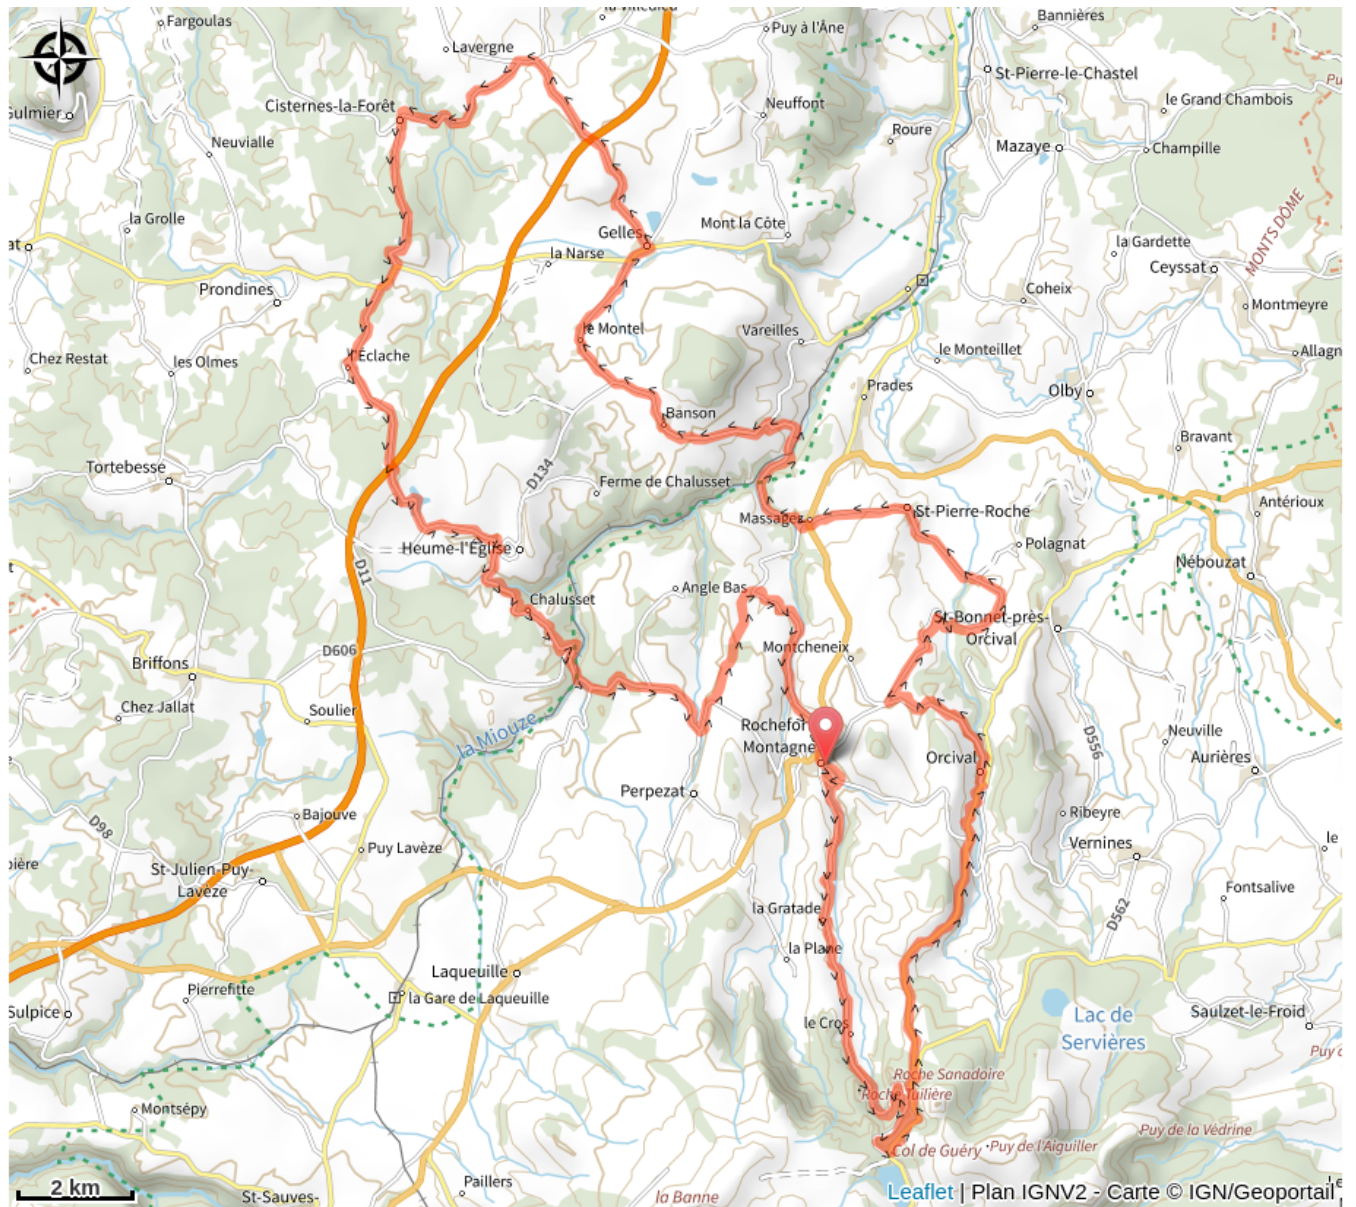 Fargoulas
Puy à l'Âne
Bannières
Lavergne
St-Pierre-le-Chastel
Cisternes-la-Forêt
Neuffont
le Grand Chambois
Neuvialle
Roure
Mazaye
Champille
la Grolle
Mont la Côte
Gelles
la Narse
la Gardette
Ceyssat
MONTS DÔME
Prondines
Coheix
Montmeyre
le Montel
Vareilles
Chez Restat
les Olmes
l'Éclache
le Monteillet
Allagn
Prades
Olby
Banson
Bravant
Tortebesse
D134
Ferme de Chalusset
Antérioux
Massagez
St-Pierre-Roche
Heume-l'Église
Polagnat
Nébouzat
D11
Angle Bas
Chalusset
St-Bonnet-près-
Orcival
D606
Montcheneix
Briffons
Chez Jallat
Soulier
la Miouze
Rochefor
Montagne
Orcival
D556
Neuville
Aurières
Perpezat
Bajouve
D98
Puy Lavèze
Ribeyre
Vernines
St-Julien-Puy-
Lavèze
la Gratade
D562
Fontsalive
la Plane
Laqueuille
Pierrefitte
la Gare de Laqueuille
Sulpice
le Cros
Lac de
Servières
Saulzet-le-Froid
Roche Sanadoire
Roche Tuilière
Montsépy
Puy de la Védrine
Col de Guéry
Puy de l'Aiguiller
Paillers
la Banne
St-Sauves-
2 km
Leaflet | Plan IGNV2 - Carte © IGN/Geoportail